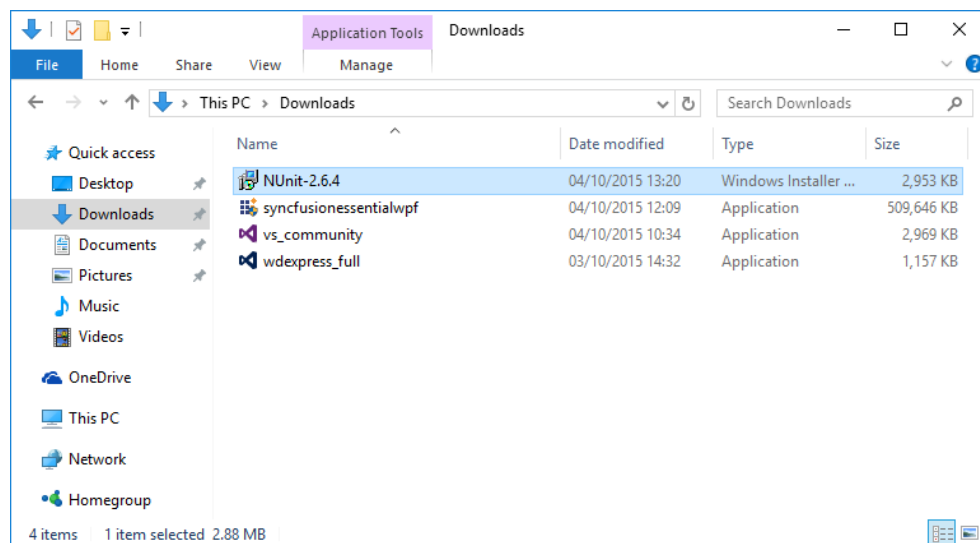 Application Tools Downloads
File Home Share View Manage
This PC > Downloads Search Downloads
Name Date modified Type Size
Quick access
Desktop
Downloads
Documents
Pictures
Music
Videos
OneDrive
This PC
Network
Homegroup
NUnit-2.6.4 04/10/2015 13:20 Windows Installer ... 2,953 KB
syncfusionessentialwpf 04/10/2015 12:09 Application 509,646 KB
vs_community 04/10/2015 10:34 Application 2,969 KB
wdexpress_full 03/10/2015 14:32 Application 1,157 KB
4 items 1 item selected 2.88 MB